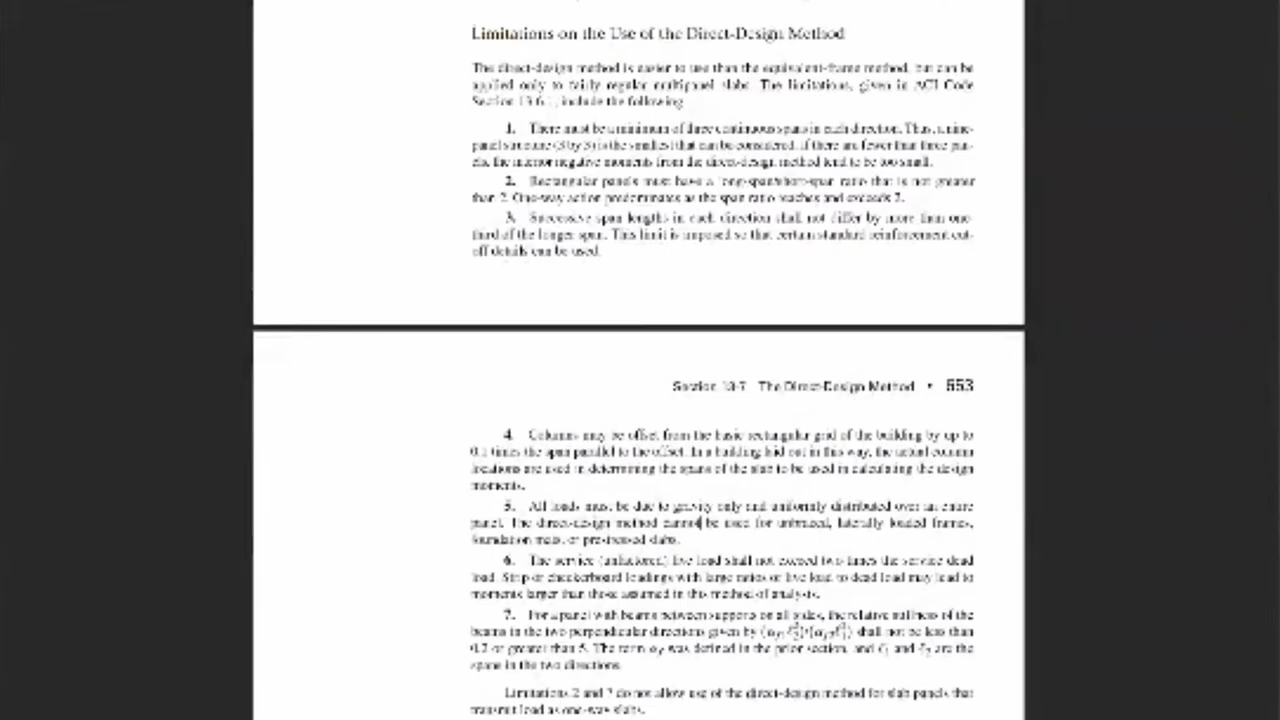 Limitations on the Use of the Direct-Design Method
The direct-design method is easier to use than the equivalent-frame method, but can be
applied only to fairly regular multipanel slabs. The limitations, given in ACI Code
Section 13.6.1, include the following:
1. There must be a minimum of three continuous spans in each direction. Thus, a nine-
panel structure (3 by 3) is the smallest that can be considered. If there are fewer than three pan-
els, the interior negative moments from the direct-design method tend to be too small.
2. Rectangular panels must have a long-span/short-span ratio that is not greater
than 2. One-way action predominates as the span ratio reaches and exceeds 2.
3. Successive span lengths in each direction shall not differ by more than one-
third of the longer span. This limit is imposed so that certain standard reinforcement cut-
off details can be used.
Section 13-7 The Direct-Design Method • 553
4. Columns may be offset from the basic rectangular grid of the building by up to
0.1 times the span parallel to the offset. In a building laid out in this way, the actual column
locations are used in determining the spans of the slab to be used in calculating the design
moments.
5. All loads must be due to gravity only and uniformly distributed over an entire
panel. The direct-design method cannot be used for unbraced, laterally loaded frames,
foundation mats, or prestressed slabs.
6. The service (unfactored) live load shall not exceed two times the service dead
load. Strip or checkerboard loadings with large ratios of live load to dead load may lead to
moments larger than those assumed in this method of analysis.
7. For a panel with beams between supports on all sides, the relative stiffness of the
beams in the two perpendicular directions given by (αf1ℓ2²)/(αf2ℓ1²) shall not be less than
0.2 or greater than 5. The term αf was defined in the prior section, and ℓ1 and ℓ2 are the
spans in the two directions.
Limitations 2 and 7 do not allow use of the direct-design method for slab panels that
transmit load as one-way slabs.